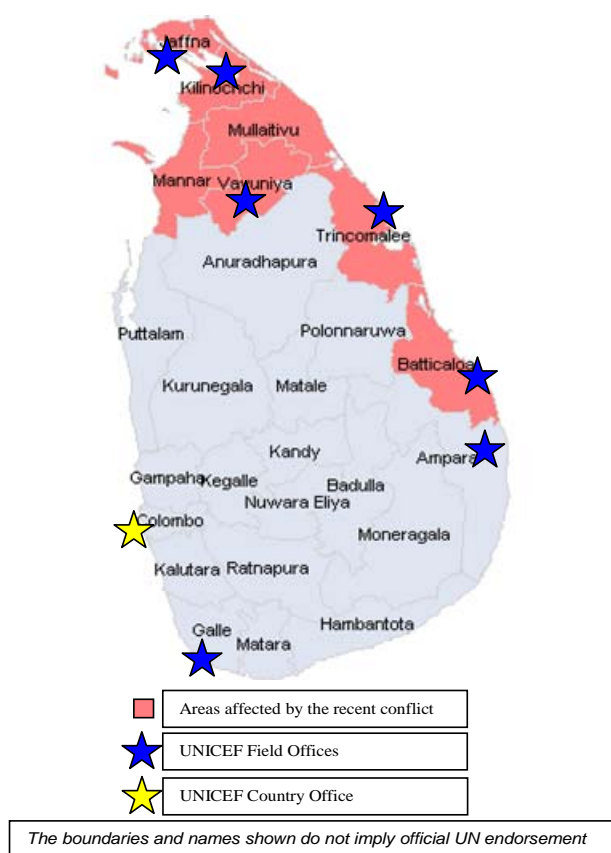 Jaffna
Kilinochchi
Mullaitivu
Mannar Vavuniya
Trincomalee
Anuradhapura
Puttalam
Polonnaruwa
Batticaloa
Kurunegala
Matale
Kandy
Ampara
Gampaha
Kegalle
Badulla
Nuwara Eliya
Colombo
Moneragala
Kalutara
Ratnapura
Hambantota
Galle
Matara
Areas affected by the recent conflict
UNICEF Field Offices
UNICEF Country Office
The boundaries and names shown do not imply official UN endorsement